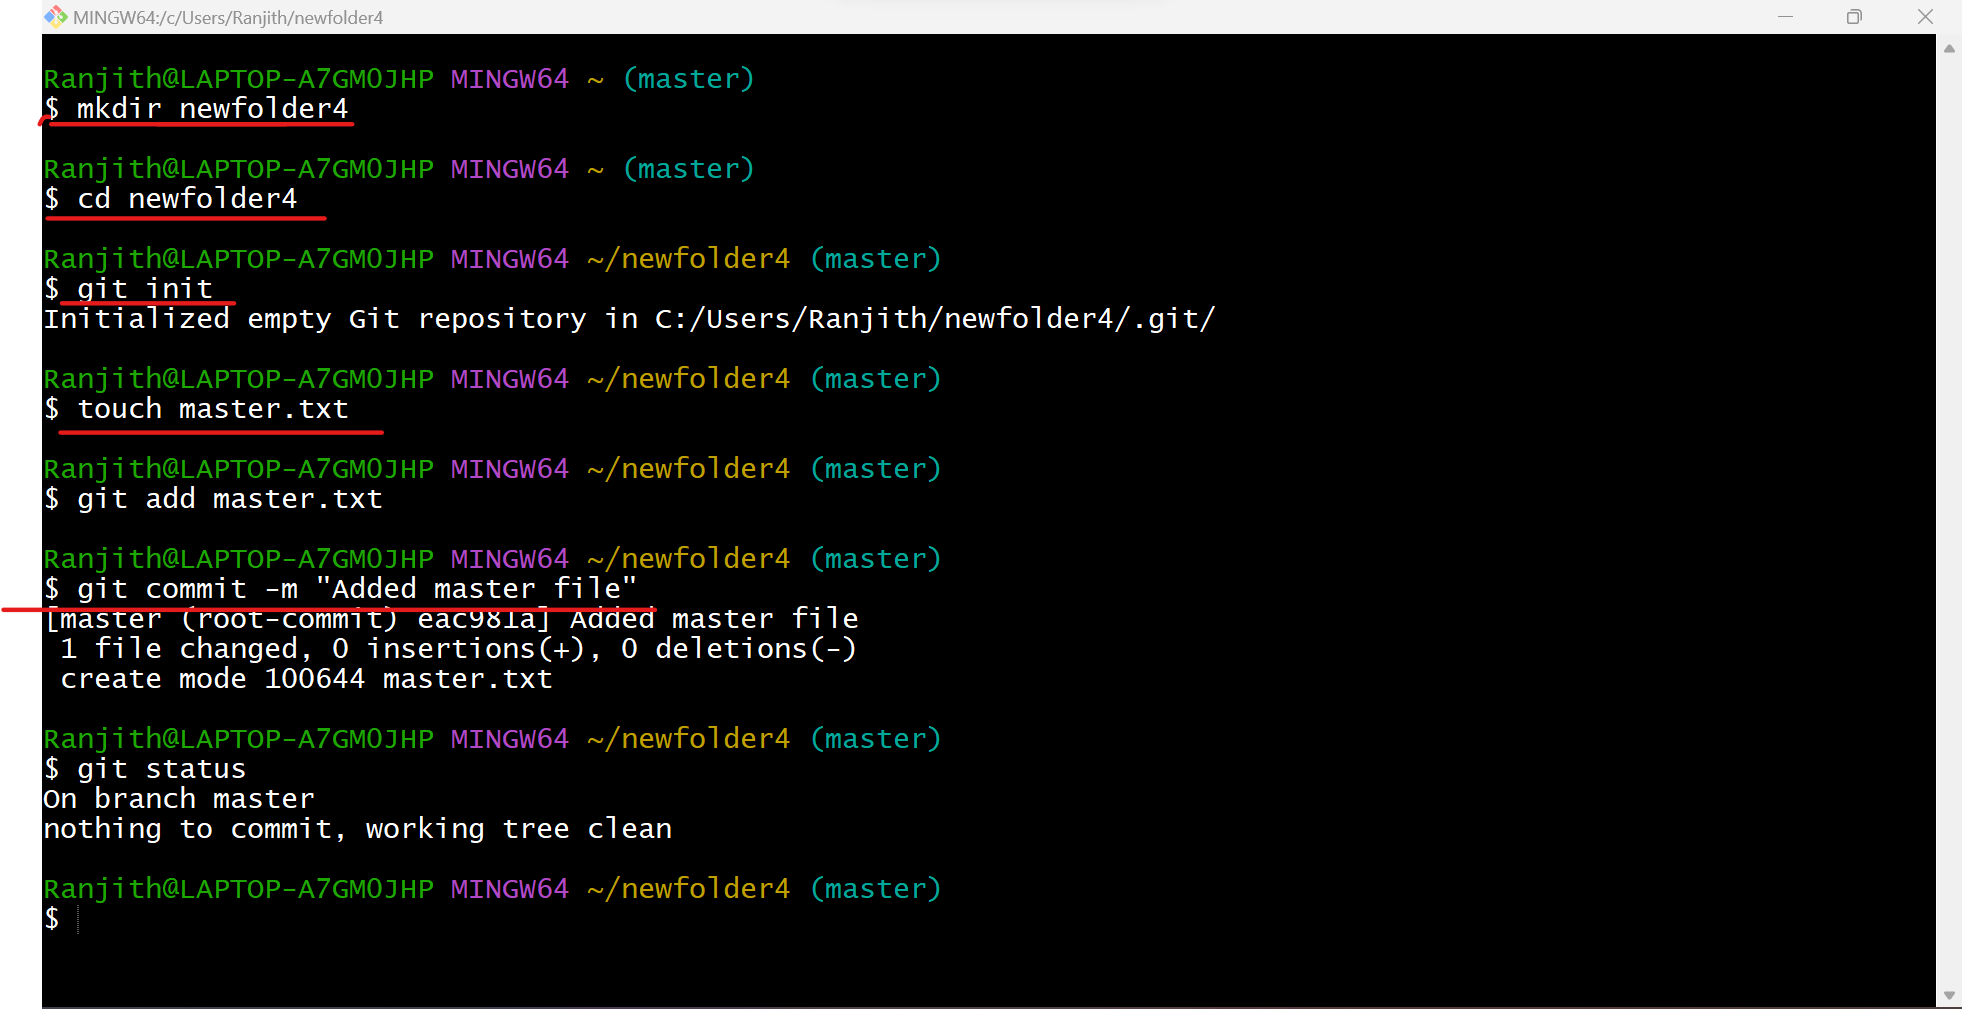 MINGW64:/c/Users/Ranjith/newfolder4
Ranjith@LAPTOP-A7GM0JHP MINGW64 ~ (master)
$ mkdir newfolder4
Ranjith@LAPTOP-A7GM0JHP MINGW64 ~ (master)
$ cd newfolder4
Ranjith@LAPTOP-A7GM0JHP MINGW64 ~/newfolder4 (master)
$ git init
Initialized empty Git repository in C:/Users/Ranjith/newfolder4/.git/
Ranjith@LAPTOP-A7GM0JHP MINGW64 ~/newfolder4 (master)
$ touch master.txt
Ranjith@LAPTOP-A7GM0JHP MINGW64 ~/newfolder4 (master)
$ git add master.txt
Ranjith@LAPTOP-A7GM0JHP MINGW64 ~/newfolder4 (master)
$ git commit -m "Added master file"
[master (root-commit) eac981a] Added master file
 1 file changed, 0 insertions(+), 0 deletions(-)
 create mode 100644 master.txt
Ranjith@LAPTOP-A7GM0JHP MINGW64 ~/newfolder4 (master)
$ git status
On branch master
nothing to commit, working tree clean
Ranjith@LAPTOP-A7GM0JHP MINGW64 ~/newfolder4 (master)
$